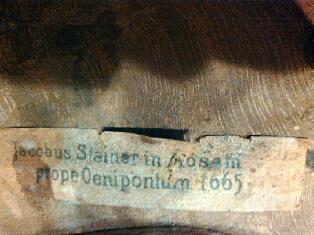 Jacobus Stainer in Absam
prope Oenipontum 1665